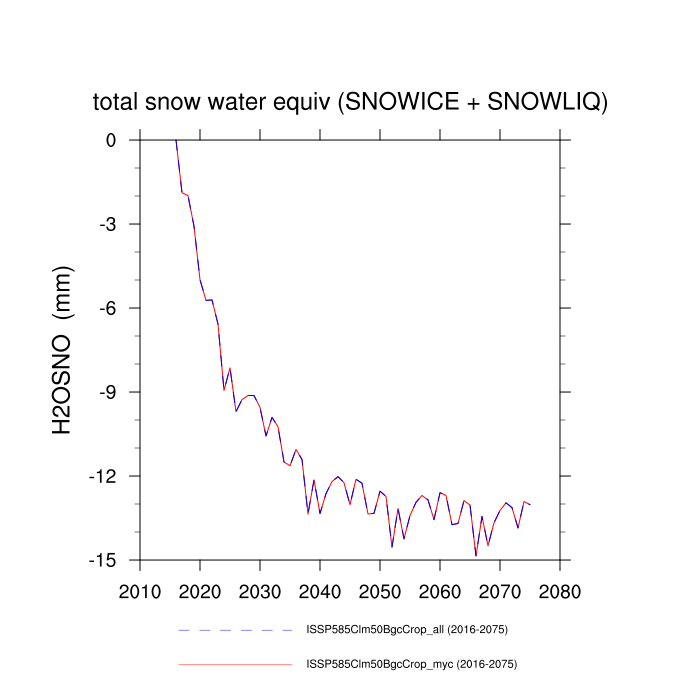 total snow water equiv (SNOWICE + SNOWLIQ)
H2OSNO (mm)
0
-3
-6
-9
-12
-15
2010 2020 2030 2040 2050 2060 2070 2080
ISSP585Clm50BgcCrop_all (2016-2075)
ISSP585Clm50BgcCrop_myc (2016-2075)